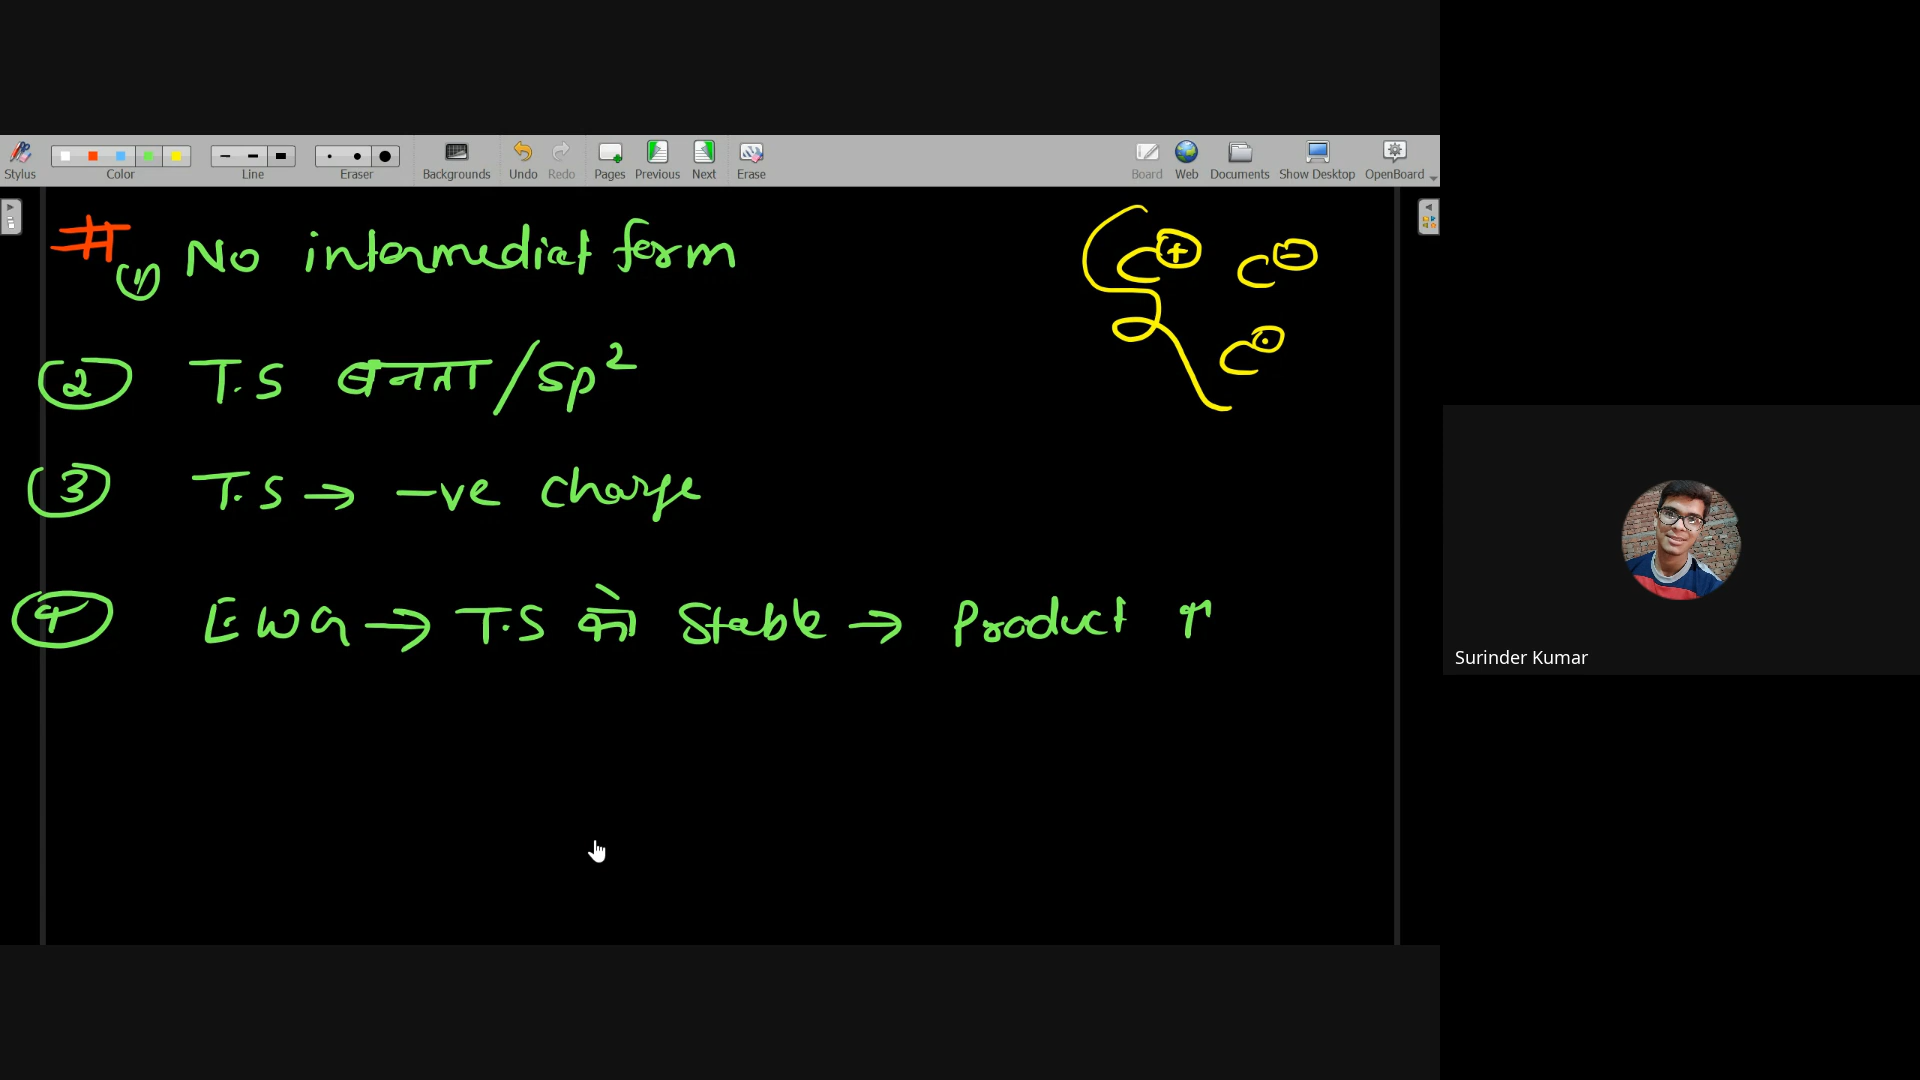 Stylus
Color
Line
Eraser
Backgrounds
Undo
Redo
Pages
Previous
Next
Erase
Board
Web
Documents
Show Desktop
OpenBoard
# (1) No intermediat form
C⊕ C⊖
C⊙
(2) T.S बनता / Sp²
(3) T.S → -ve charge
(4) EWG → T.S को Stable → Product ↑
Surinder Kumar